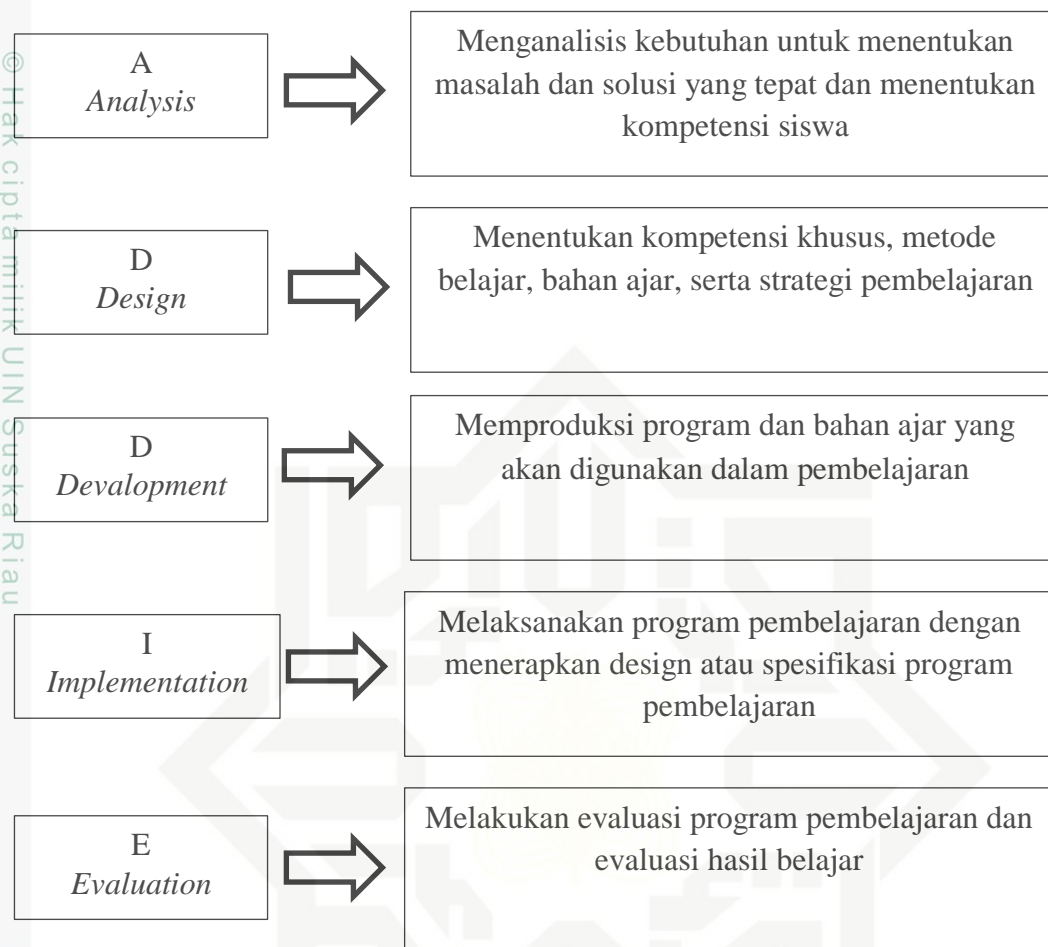 © Hak cipta milik UIN Suska Riau
A
Analysis
Menganalisis kebutuhan untuk menentukan
masalah dan solusi yang tepat dan menentukan
kompetensi siswa
D
Design
Menentukan kompetensi khusus, metode
belajar, bahan ajar, serta strategi pembelajaran
D
Devalopment
Memproduksi program dan bahan ajar yang
akan digunakan dalam pembelajaran
I
Implementation
Melaksanakan program pembelajaran dengan
menerapkan design atau spesifikasi program
pembelajaran
E
Evaluation
Melakukan evaluasi program pembelajaran dan
evaluasi hasil belajar